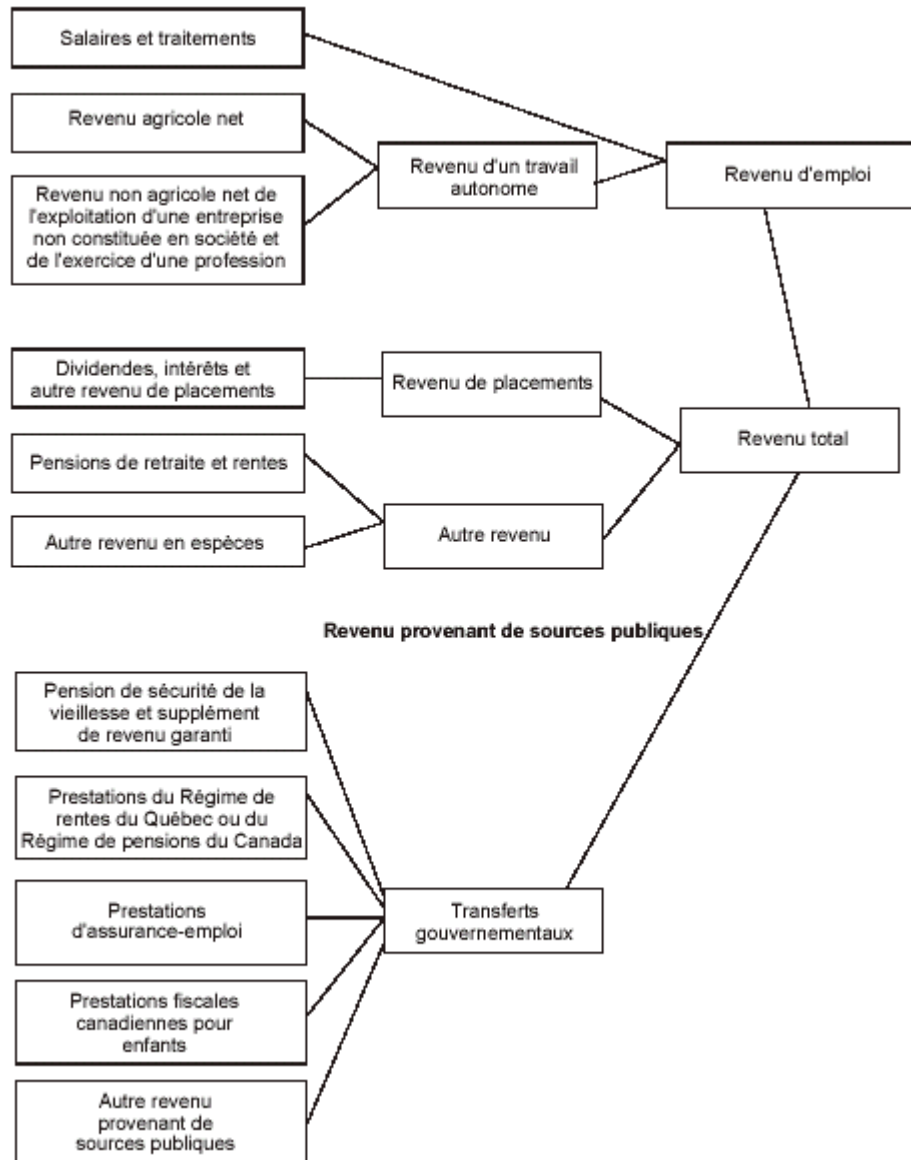 Salaires et traitements
Revenu agricole net
Revenu d'un travail
autonome
Revenu d'emploi
Revenu non agricole net de
l'exploitation d'une entreprise
non constituée en société et
de l'exercice d'une profession
Dividendes, intérêts et
autre revenu de placements
Revenu de placements
Revenu total
Pensions de retraite et rentes
Autre revenu en espèces
Autre revenu
Revenu provenant de sources publiques
Pension de sécurité de la
vieillesse et supplément
de revenu garanti
Prestations du Régime de
rentes du Québec ou du
Régime de pensions du Canada
Prestations
d'assurance-emploi
Transferts
gouvernementaux
Prestations fiscales
canadiennes pour
enfants
Autre revenu
provenant de
sources publiques